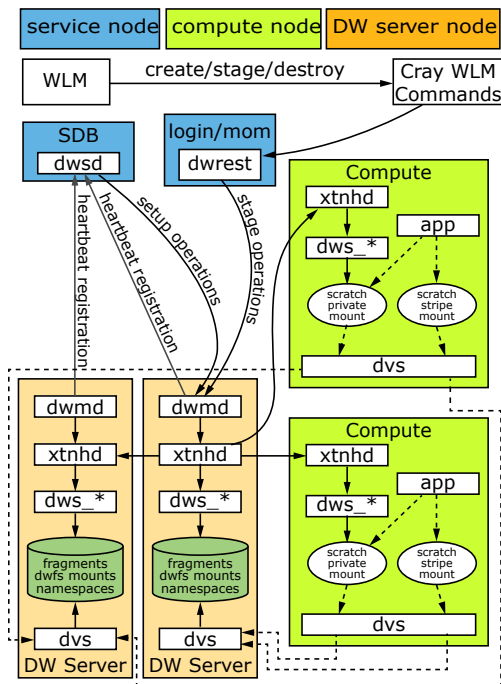 service node
compute node
DW server node
WLM
create/stage/destroy
Cray WLM
Commands
SDB
dwsd
login/mom
dwrest
heartbeat registration
heartbeat registration
setup operations
stage operations
Compute
xtnhd
app
dws_*
scratch
private
mount
scratch
stripe
mount
dvs
dwmd
xtnhd
dws_*
fragments
dwfs mounts
namespaces
dvs
DW Server
dwmd
xtnhd
dws_*
fragments
dwfs mounts
namespaces
dvs
DW Server
Compute
xtnhd
app
dws_*
scratch
private
mount
scratch
stripe
mount
dvs